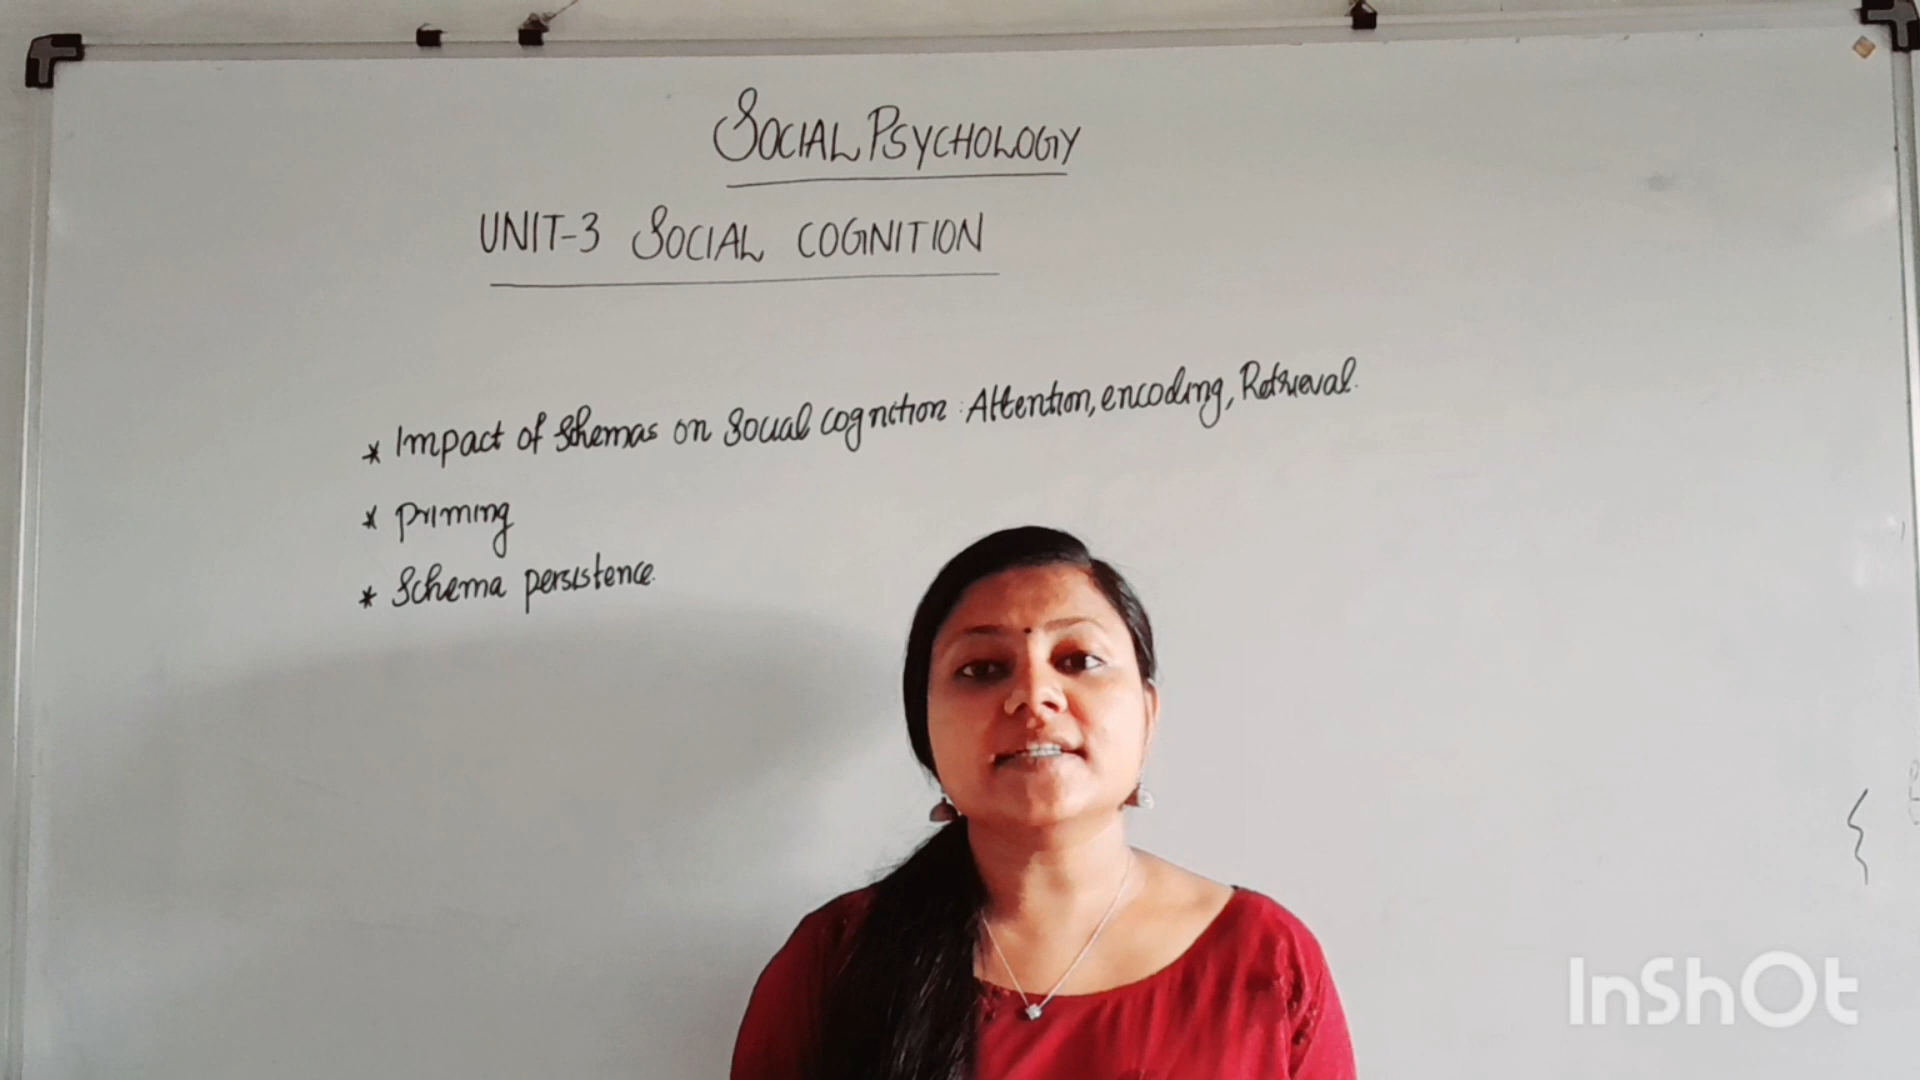 SOCIAL PSYCHOLOGY
UNIT-3 SOCIAL COGNITION
* Impact of Schemas on Social cognition : Attention, encoding, Retrieval.
* Priming
* Schema persistence.
InShOt